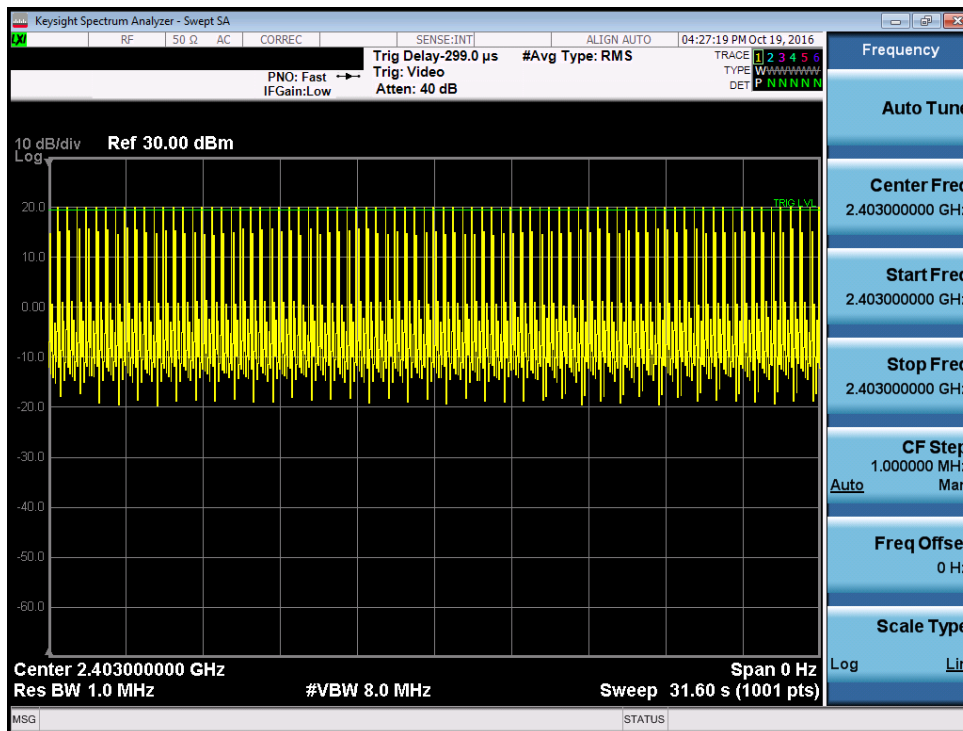 Keysight Spectrum Analyzer - Swept SA
LXI RF 50 Ω AC CORREC SENSE:INT ALIGN AUTO 04:27:19 PM Oct 19, 2016
Trig Delay-299.0 µs #Avg Type: RMS TRACE 1 2 3 4 5 6
PNO: Fast Trig: Video TYPE W
IFGain:Low Atten: 40 dB DET P N N N N N
10 dB/div Ref 30.00 dBm
Log
20.0
TRIG LVL
10.0
0.00
-10.0
-20.0
-30.0
-40.0
-50.0
-60.0
Center 2.403000000 GHz Span 0 Hz
Res BW 1.0 MHz #VBW 8.0 MHz Sweep 31.60 s (1001 pts)
MSG STATUS
Frequency
Auto Tune
Center Freq
2.403000000 GHz
Start Freq
2.403000000 GHz
Stop Freq
2.403000000 GHz
CF Step
1.000000 MHz
Auto Man
Freq Offset
0 Hz
Scale Type
Log Lin